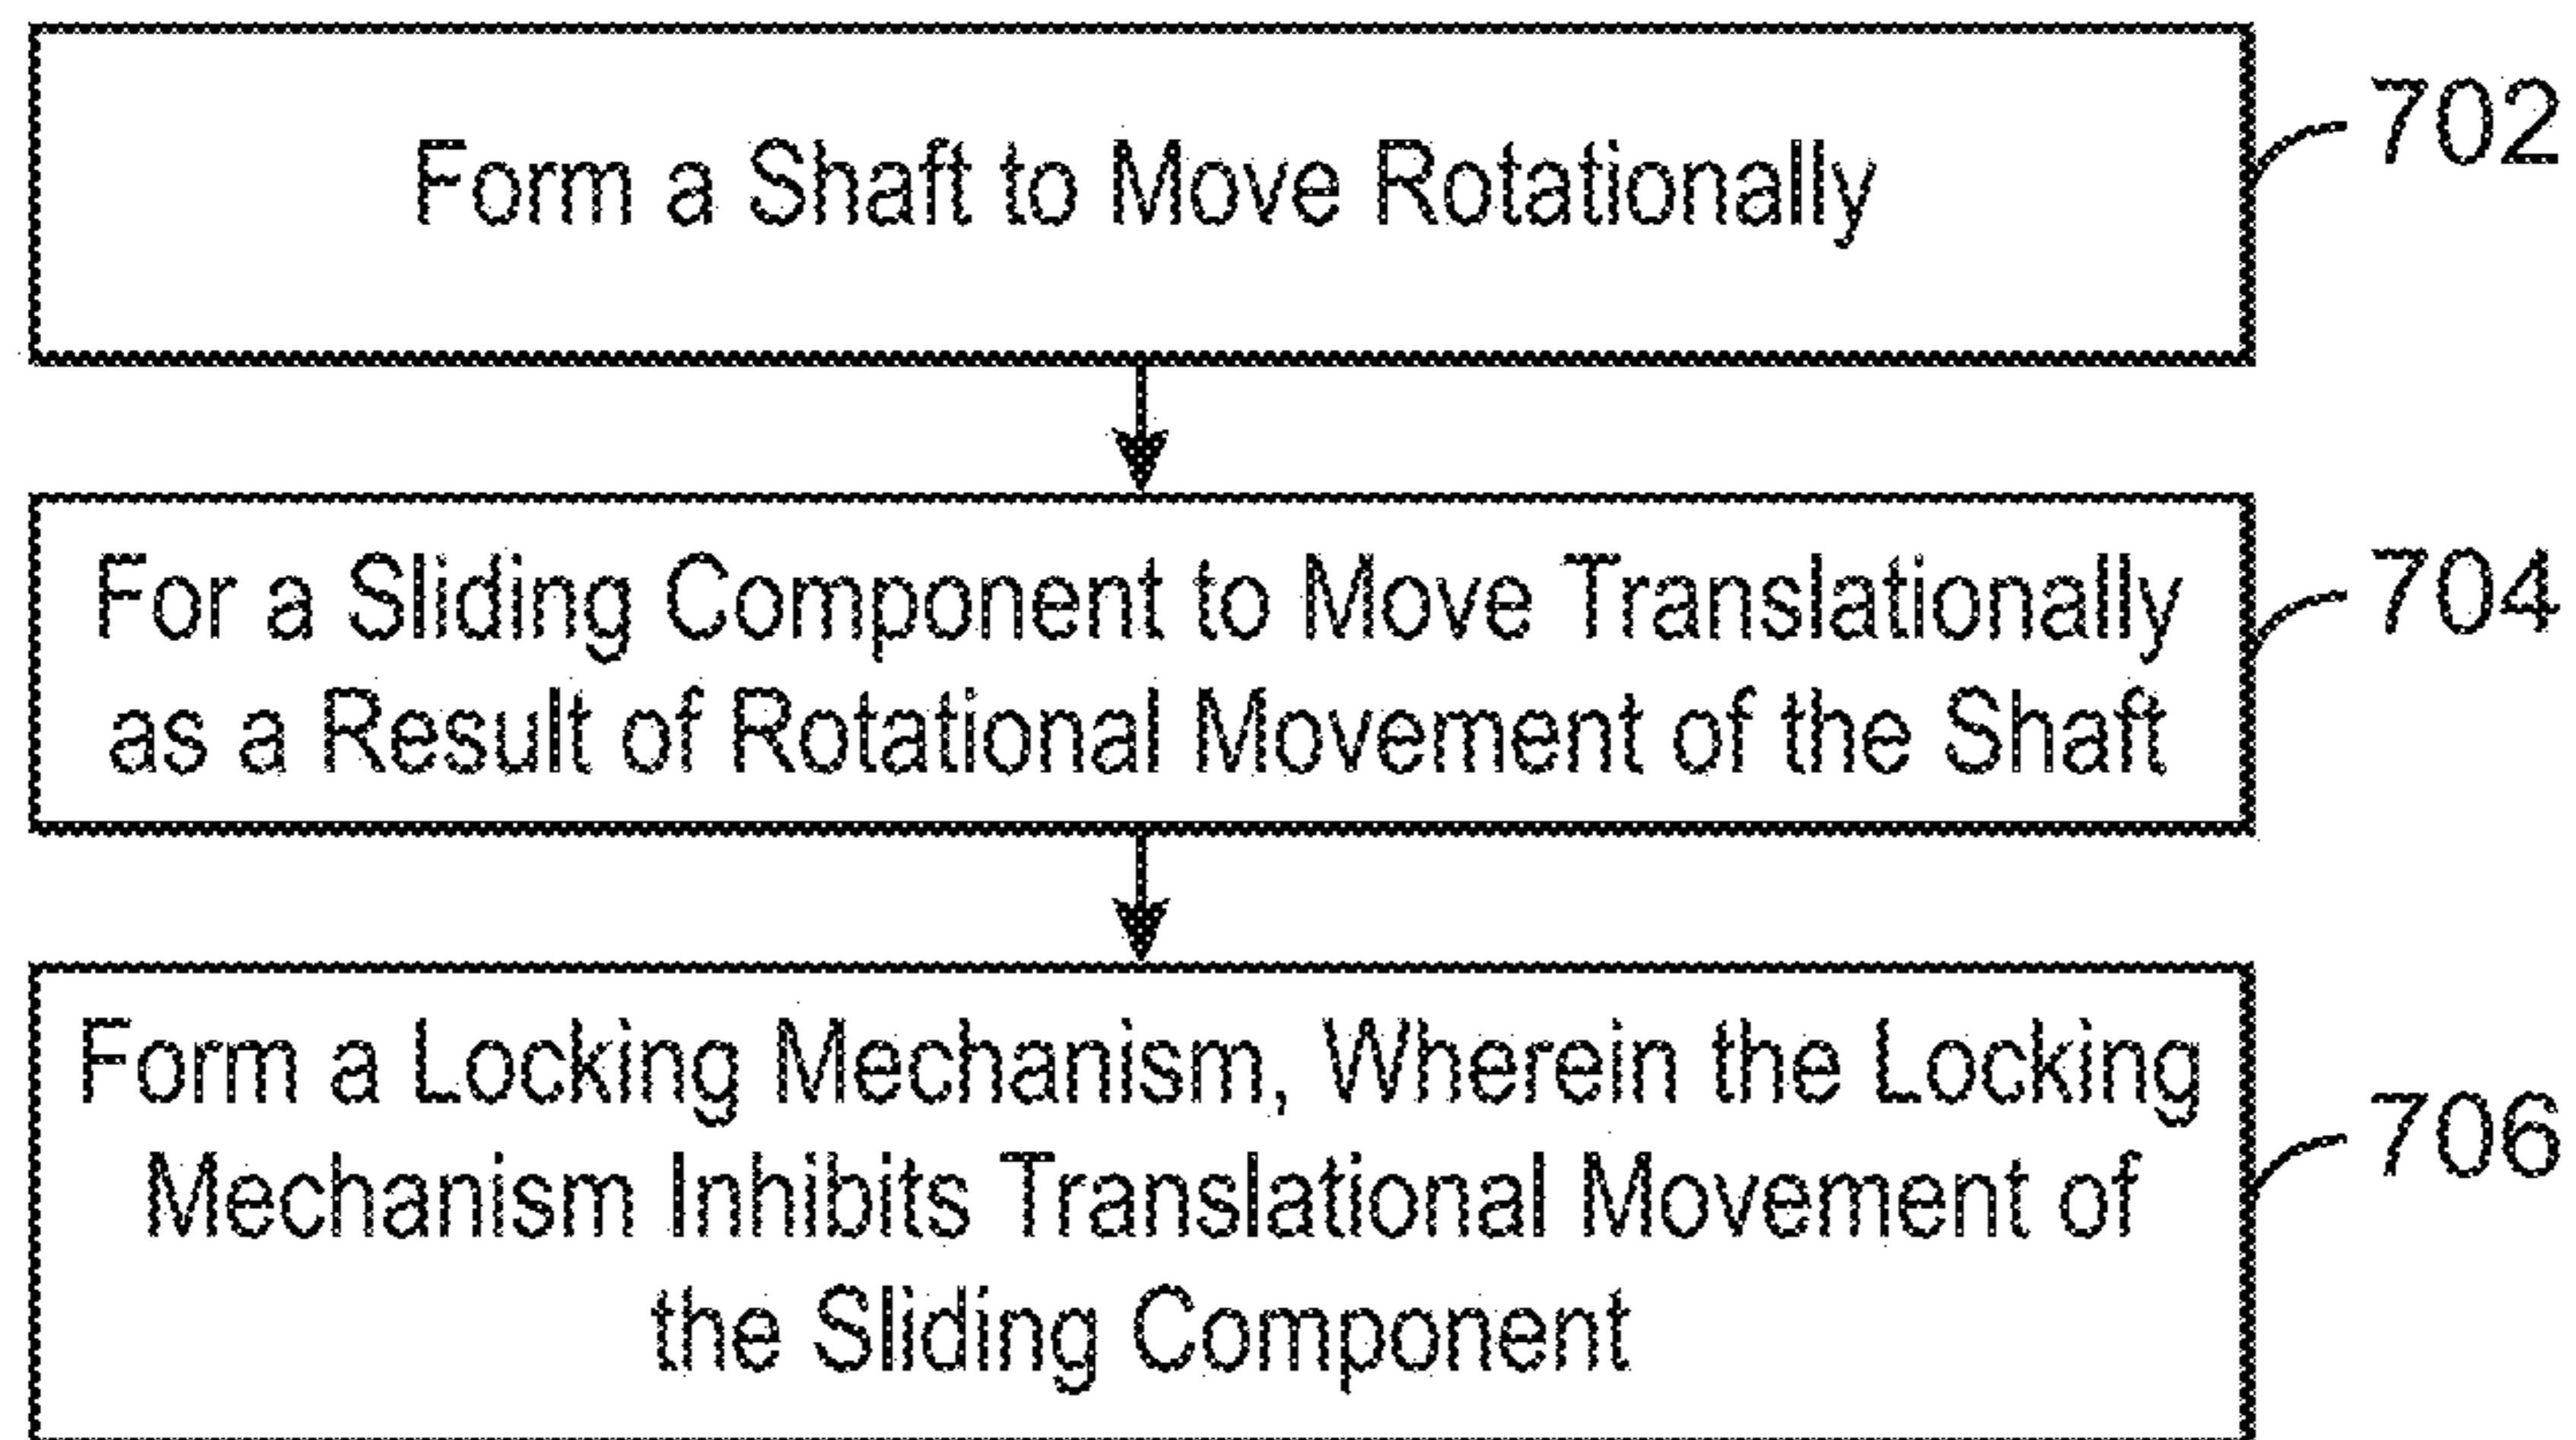 Form a Shaft to Move Rotationally
702
For a Sliding Component to Move Translationally
as a Result of Rotational Movement of the Shaft
704
Form a Locking Mechanism, Wherein the Locking
Mechanism Inhibits Translational Movement of
the Sliding Component
706